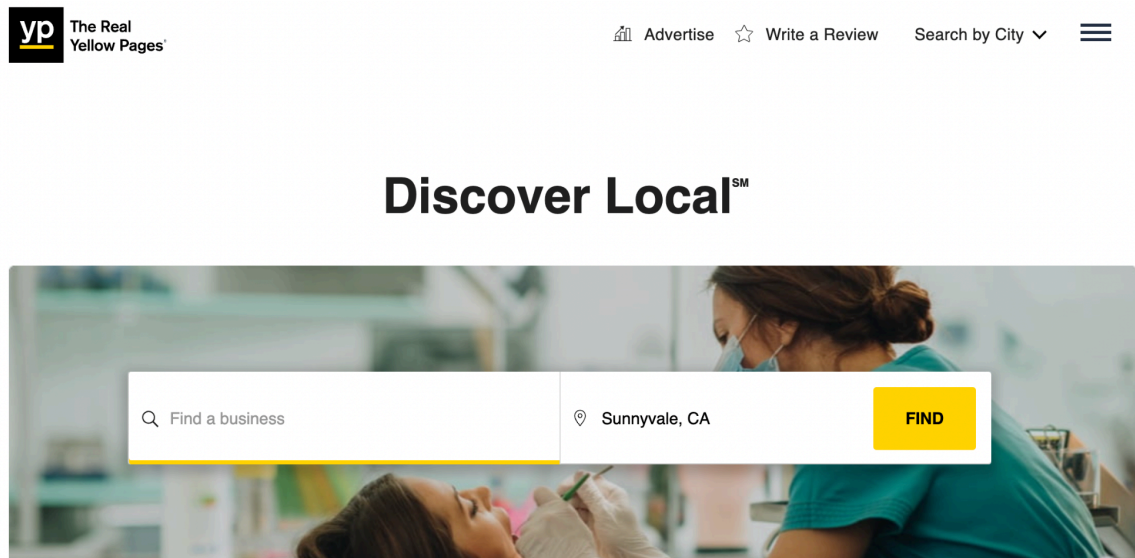 yp
The Real
Yellow Pages®
Advertise
Write a Review
Search by City
Discover Local℠
Find a business
Sunnyvale, CA
FIND